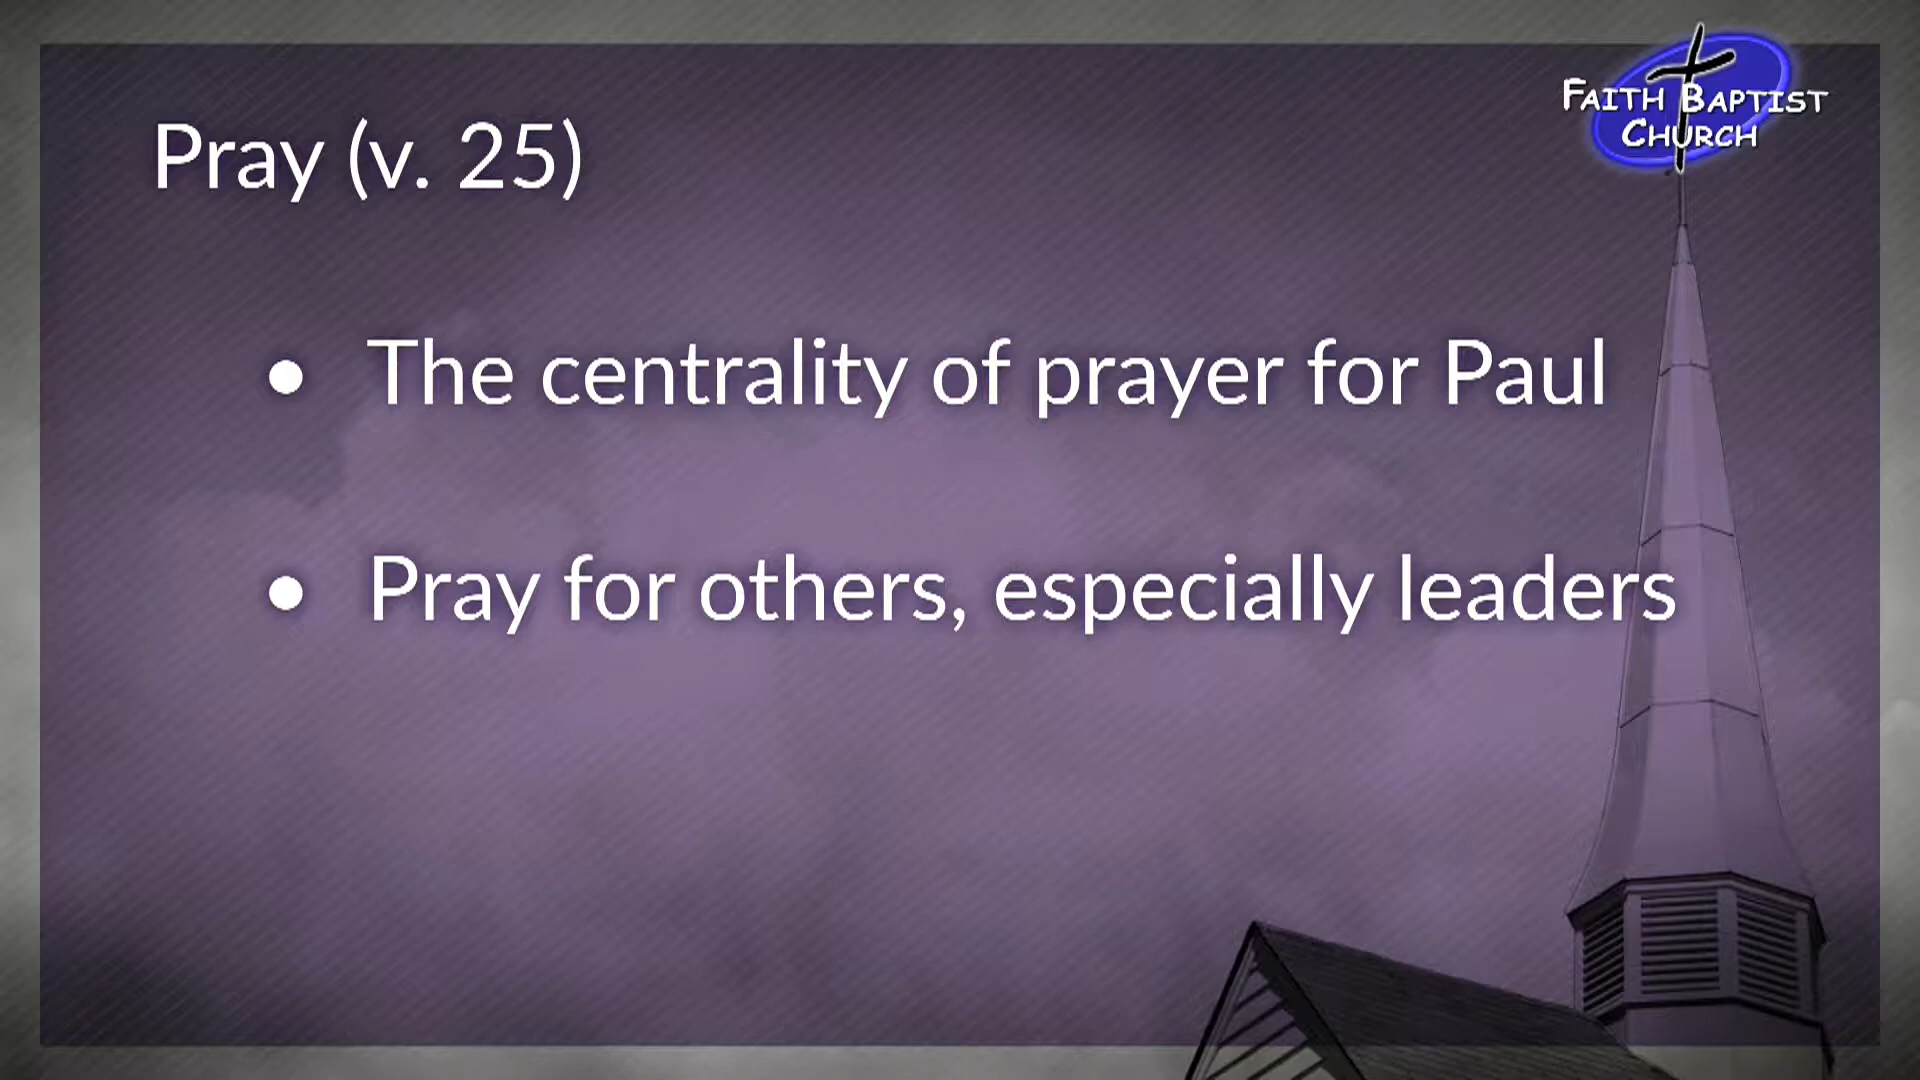 FAITH BAPTIST
CHURCH
Pray (v. 25)
● The centrality of prayer for Paul
● Pray for others, especially leaders